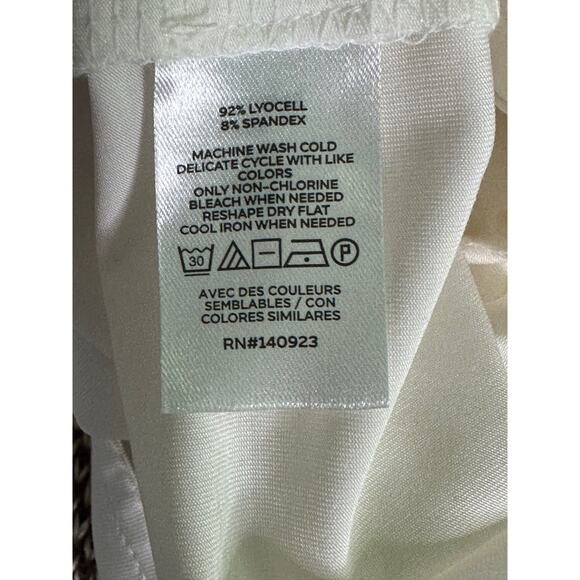 92% LYOCELL
8% SPANDEX
MACHINE WASH COLD
DELICATE CYCLE WITH LIKE
COLORS
ONLY NON-CHLORINE
BLEACH WHEN NEEDED
RESHAPE DRY FLAT
COOL IRON WHEN NEEDED
30 P
AVEC DES COULEURS
SEMBLABLES / CON
COLORES SIMILARES
RN#140923